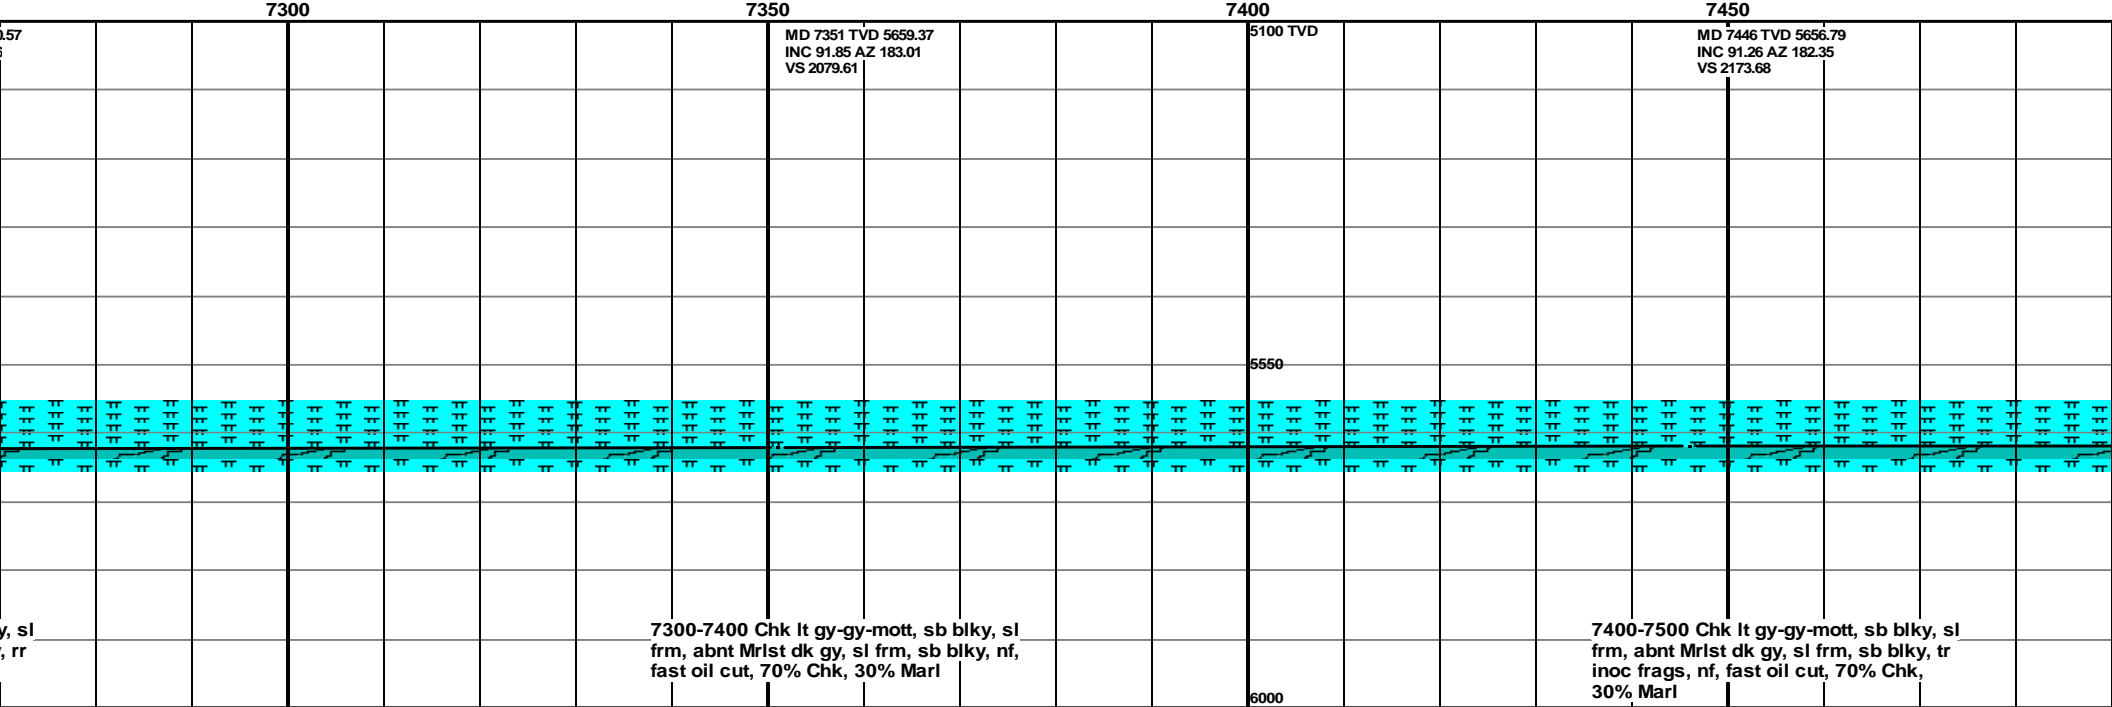 7300
7350
7400
7450
0.57
MD 7351 TVD 5659.37
INC 91.85 AZ 183.01
VS 2079.61
5100 TVD
MD 7446 TVD 5656.79
INC 91.26 AZ 182.35
VS 2173.68
5550
y, sl
, rr
7300-7400 Chk lt gy-gy-mott, sb blky, sl
frm, abnt Mrlst dk gy, sl frm, sb blky, nf,
fast oil cut, 70% Chk, 30% Marl
7400-7500 Chk lt gy-gy-mott, sb blky, sl
frm, abnt Mrlst dk gy, sl frm, sb blky, tr
inoc frags, nf, fast oil cut, 70% Chk,
30% Marl
6000